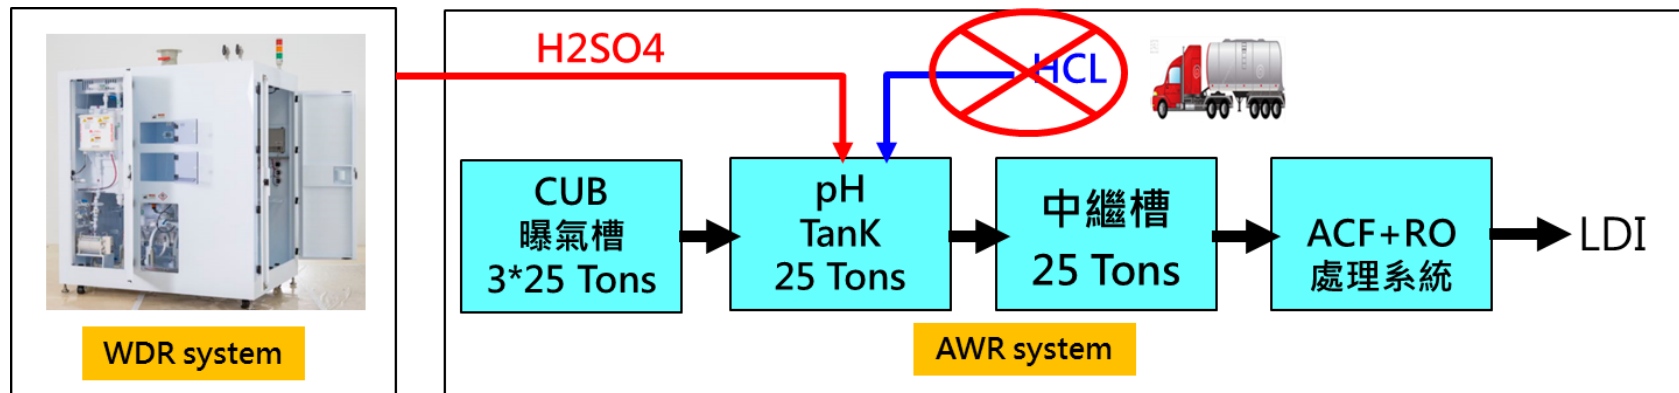 H2SO4
HCL
CUB
曝氣槽
3*25 Tons
pH
TanK
25 Tons
中繼槽
25 Tons
ACF+RO
處理系統
LDI
WDR system
AWR system